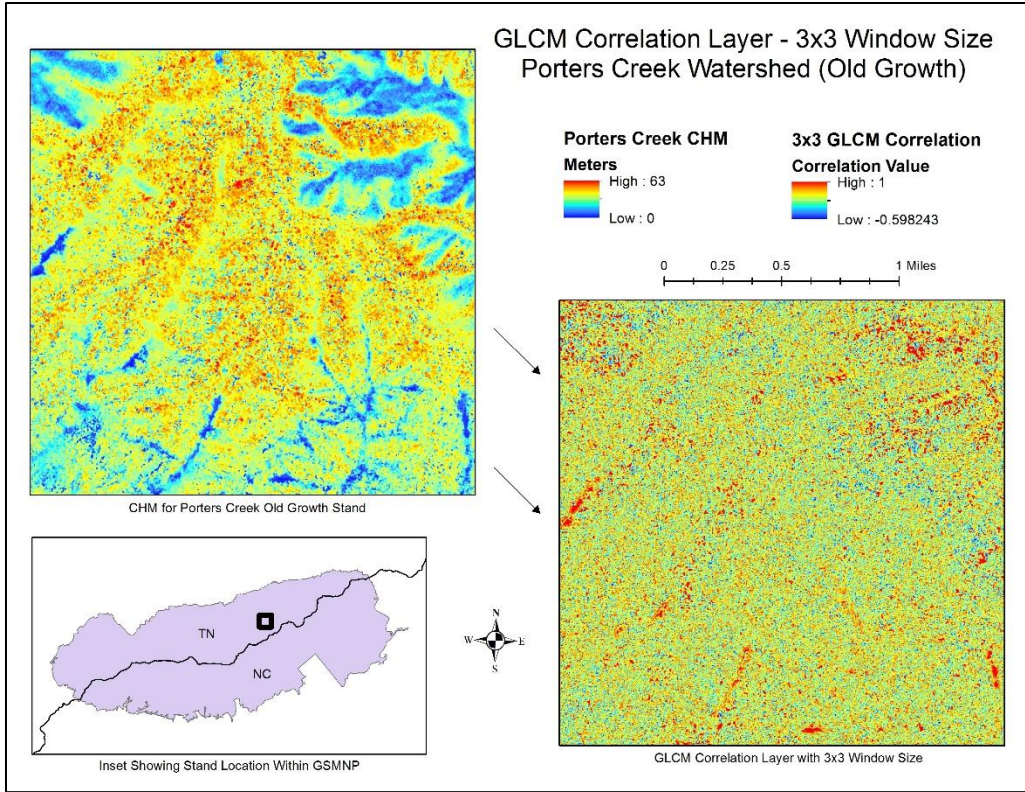 GLCM Correlation Layer - 3x3 Window Size
Porters Creek Watershed (Old Growth)
Porters Creek CHM
Meters
High : 63
Low : 0
3x3 GLCM Correlation
Correlation Value
High : 1
Low : -0.598243
0 0.25 0.5 1 Miles
CHM for Porters Creek Old Growth Stand
TN
NC
N
W E
S
Inset Showing Stand Location Within GSMNP
GLCM Correlation Layer with 3x3 Window Size